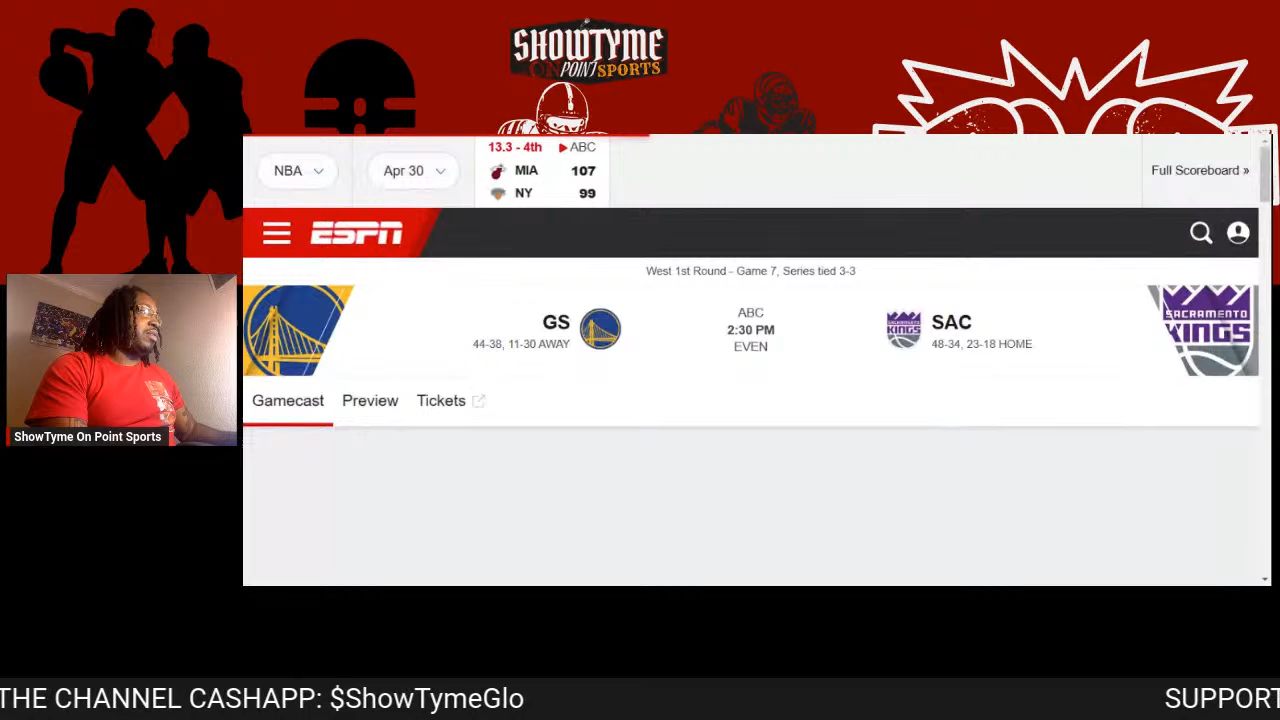 SHOWTYME
ON POINT SPORTS
13.3 - 4th ABC
NBA
Apr 30
MIA 107
NY 99
Full Scoreboard »
ESPN
West 1st Round - Game 7, Series tied 3-3
GS
44-38, 11-30 AWAY
ABC
2:30 PM
EVEN
SACRAMENTO
KINGS
SAC
48-34, 23-18 HOME
SACRAMENTO
KINGS
Gamecast Preview Tickets
ShowTyme On Point Sports
THE CHANNEL CASHAPP: $ShowTymeGlo
SUPPORT